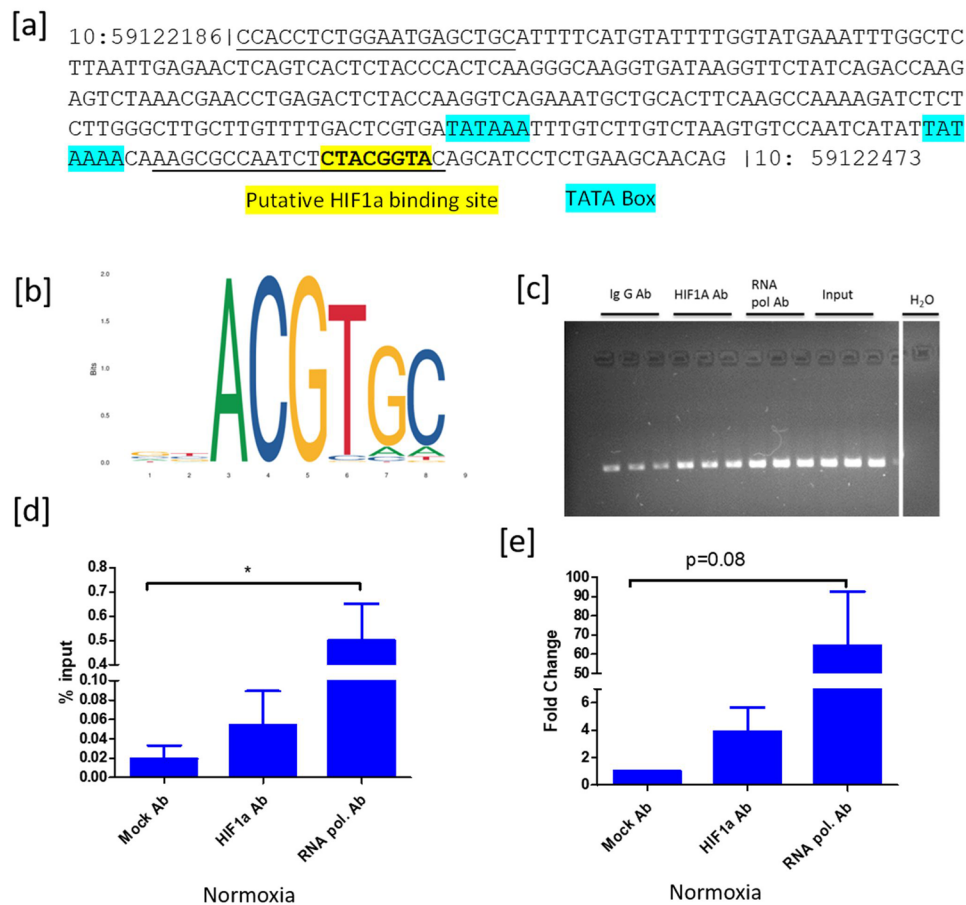 [a]
10:59122186|CCACCTCTGGAATGAGCTGCATTTTCATGTATTTTGGTATGAAATTTGGCTC
TTAATTGAGAACTCAGTCACTCTACCCACTCAAGGGCAAGGTGATAAGGTTCTATCAGACCAAG
AGTCTAAACGAACCTGAGACTCTACCAAGGTCAGAAATGCTGCACTTCAAGCCAAAAGATCTCT
CTTGGGCTTGCTTGTTTTGACTCGTGATATAAATTTGTCTTGTCTAAGTGTCCAATCATATTAT
AAAACAAAGCGCCAATCTCTACGGTACAGCATCCTCTGAAGCAACAG |10: 59122473
Putative HIF1a binding site TATA Box
[b]
2.0
1.5
Bits
1.0
0.5
0.0
ACGTGC
1 2 3 4 5 6 7 8 9
[c]
Ig G Ab HIF1A Ab RNA pol Ab Input H2O
[d]
*
% input
0.8
0.7
0.6
0.5
0.4
0.10
0.08
0.06
0.04
0.02
0.00
Mock Ab HIF1a Ab RNA pol. Ab
Normoxia
[e]
p=0.08
Fold Change
100
90
80
70
60
50
6
4
2
0
Mock Ab HIF1a Ab RNA pol. Ab
Normoxia